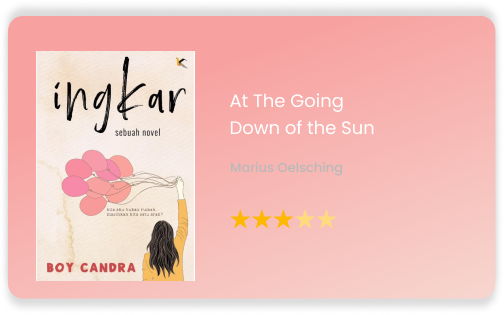 ingkar
sebuah novel
BOY CANDRA
At The Going
Down of the Sun
Marius Oelsching